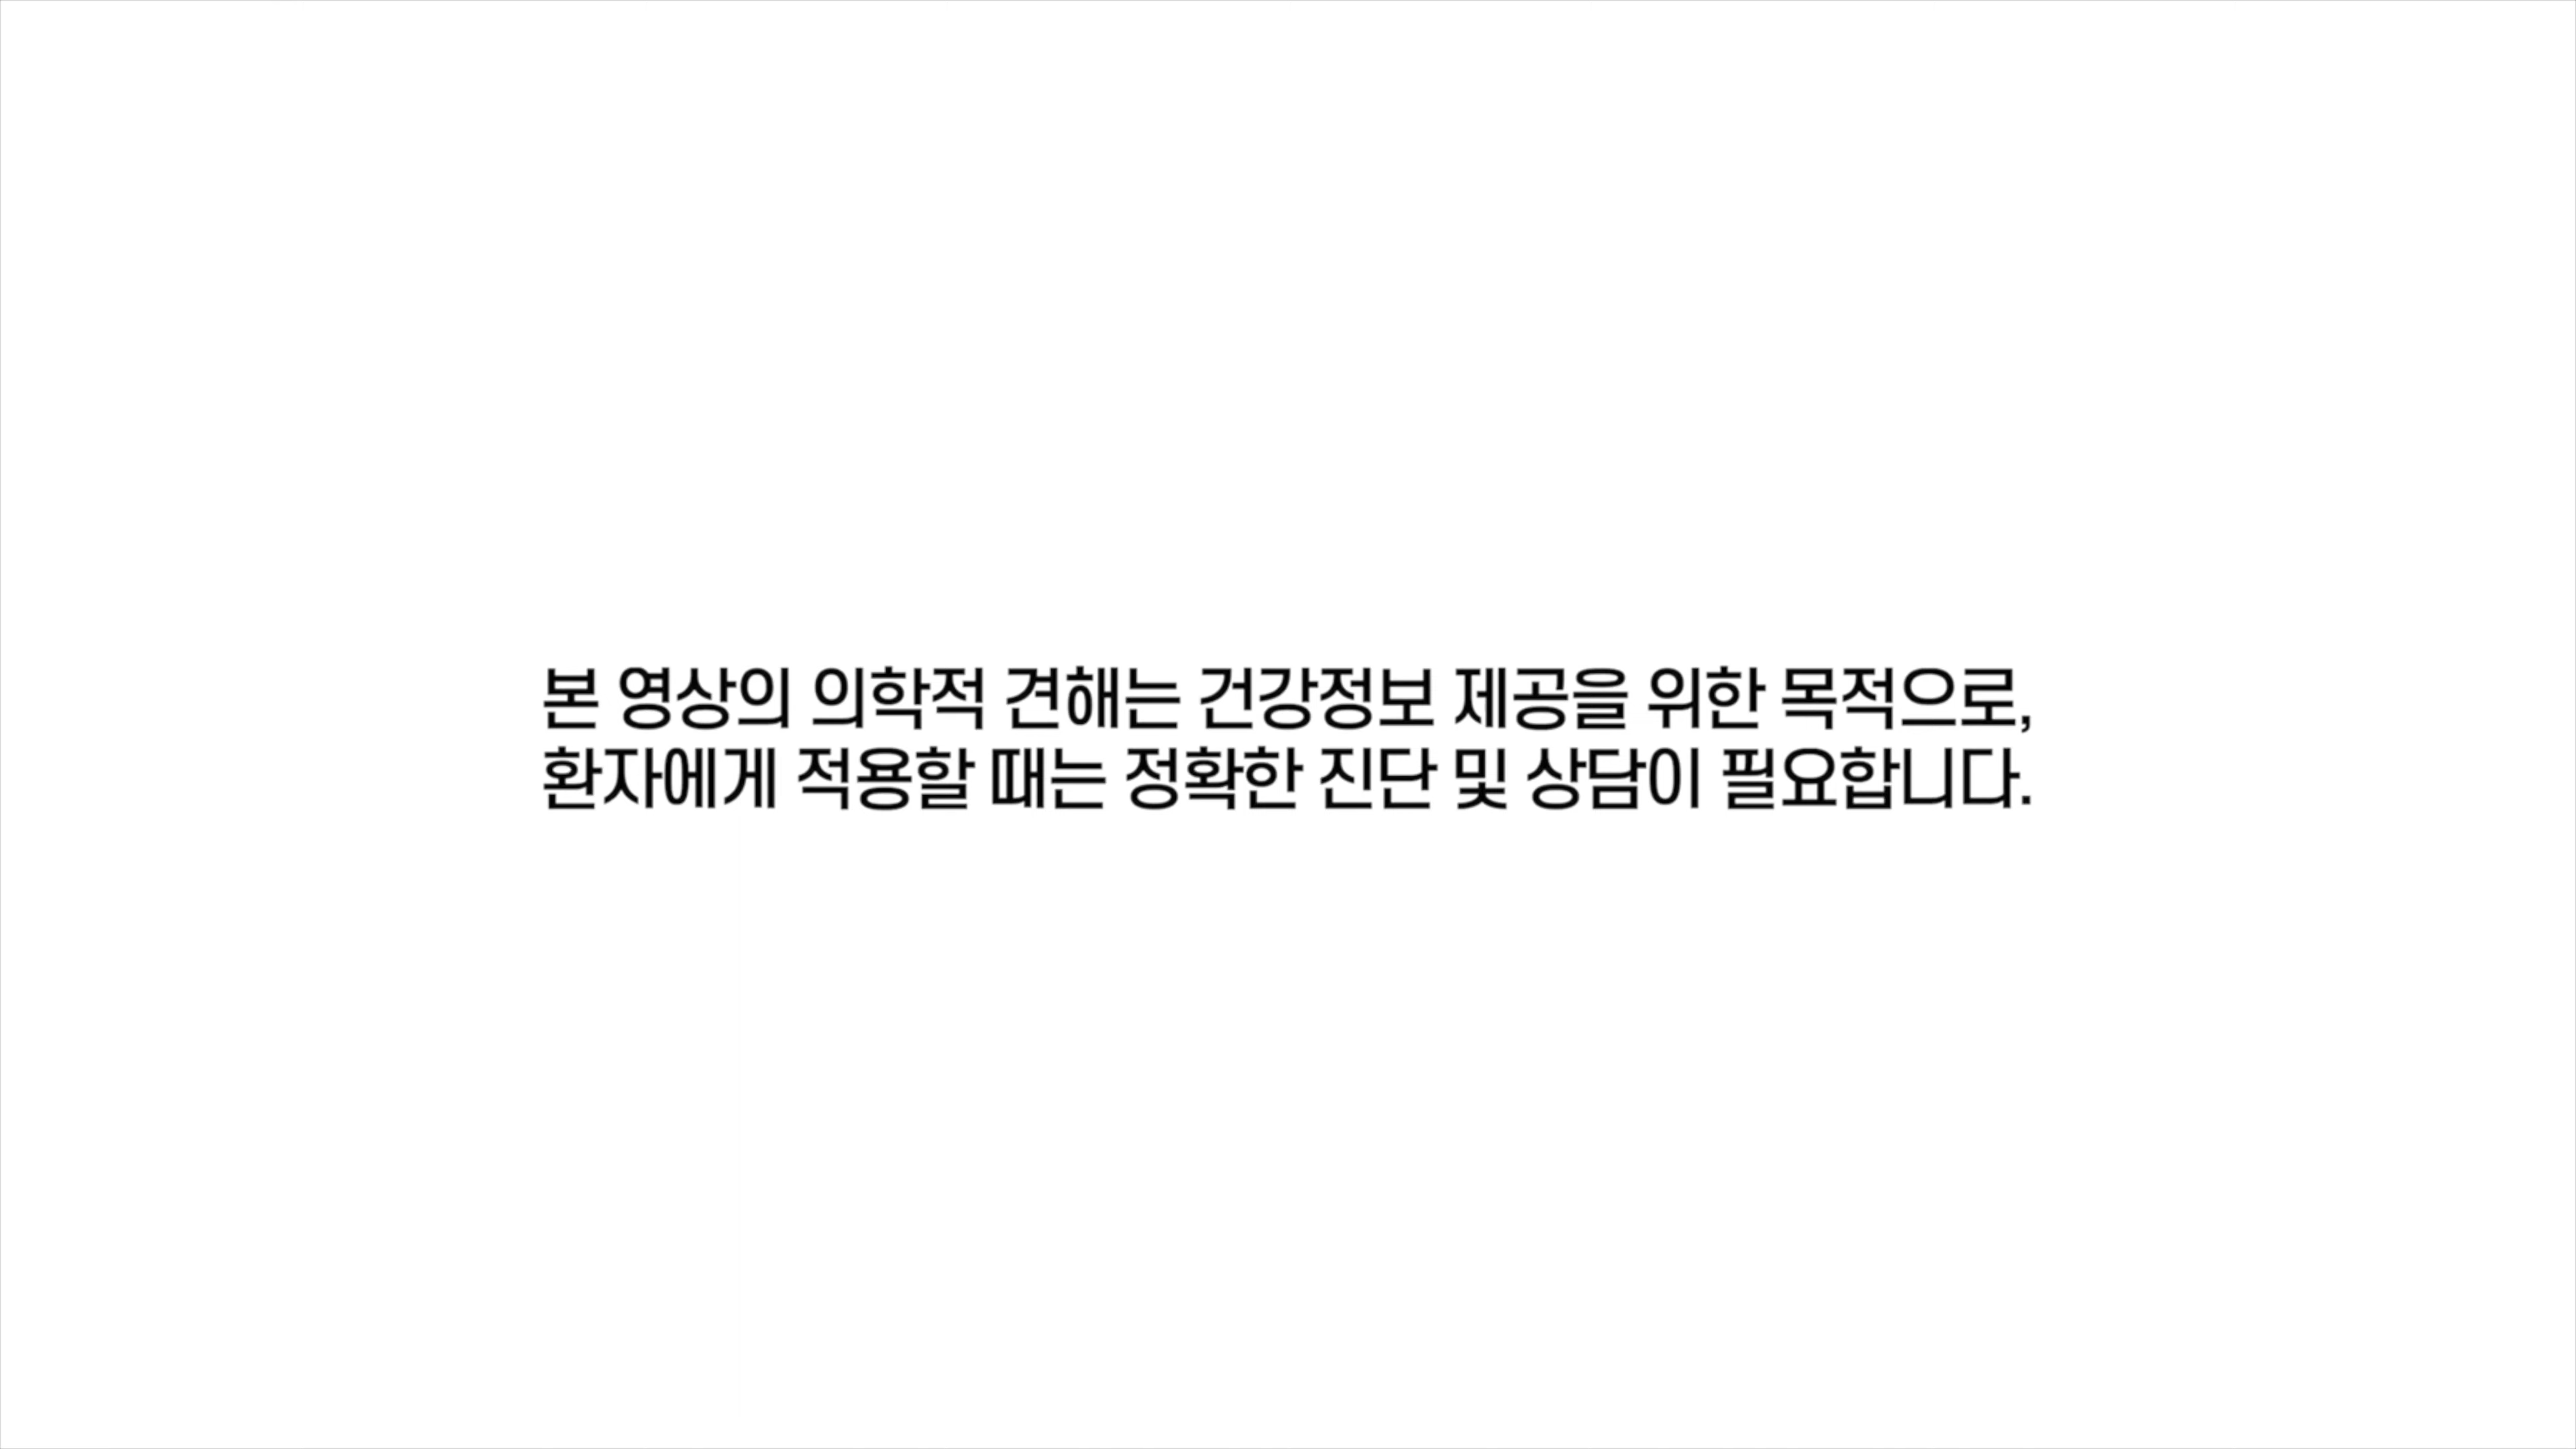 본 영상의 의학적 견해는 건강정보 제공을 위한 목적으로,
환자에게 적용할 때는 정확한 진단 및 상담이 필요합니다.